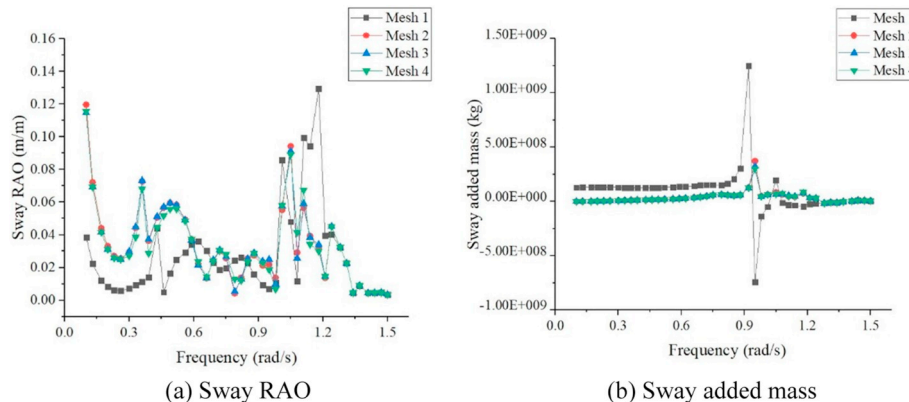 Mesh 1
Mesh 2
Mesh 3
Mesh 4
0.16
0.14
0.12
0.10
0.08
0.06
0.04
0.02
0.00
Sway RAO (m/m)
0.0 0.3 0.6 0.9 1.2 1.5
Frequency (rad/s)
(a) Sway RAO
Mesh
Mesh
Mesh
Mesh
1.50E+009
1.00E+009
5.00E+008
0.00E+000
-5.00E+008
-1.00E+009
Sway added mass (kg)
0.0 0.3 0.6 0.9 1.2 1.5
Frequency (rad/s)
(b) Sway added mass